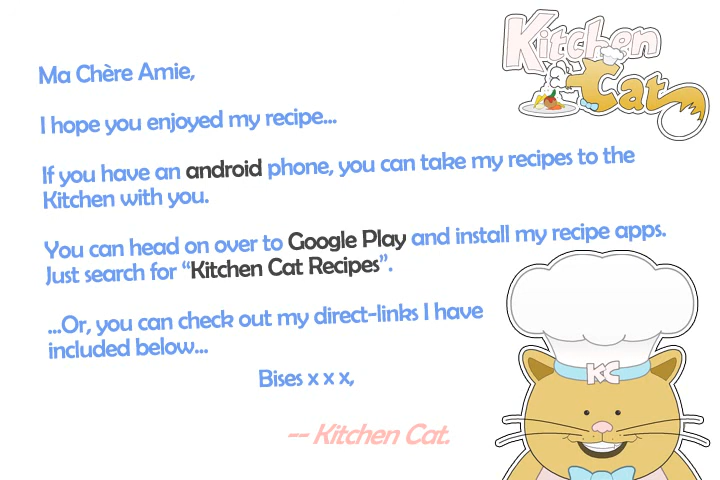 Kitchen
Cat
Ma Chère Amie,
I hope you enjoyed my recipe...
If you have an android phone, you can take my recipes to the
Kitchen with you.
You can head on over to Google Play and install my recipe apps.
Just search for “Kitchen Cat Recipes”.
...Or, you can check out my direct-links I have
included below...
Bises x x x,
-- Kitchen Cat.
KC